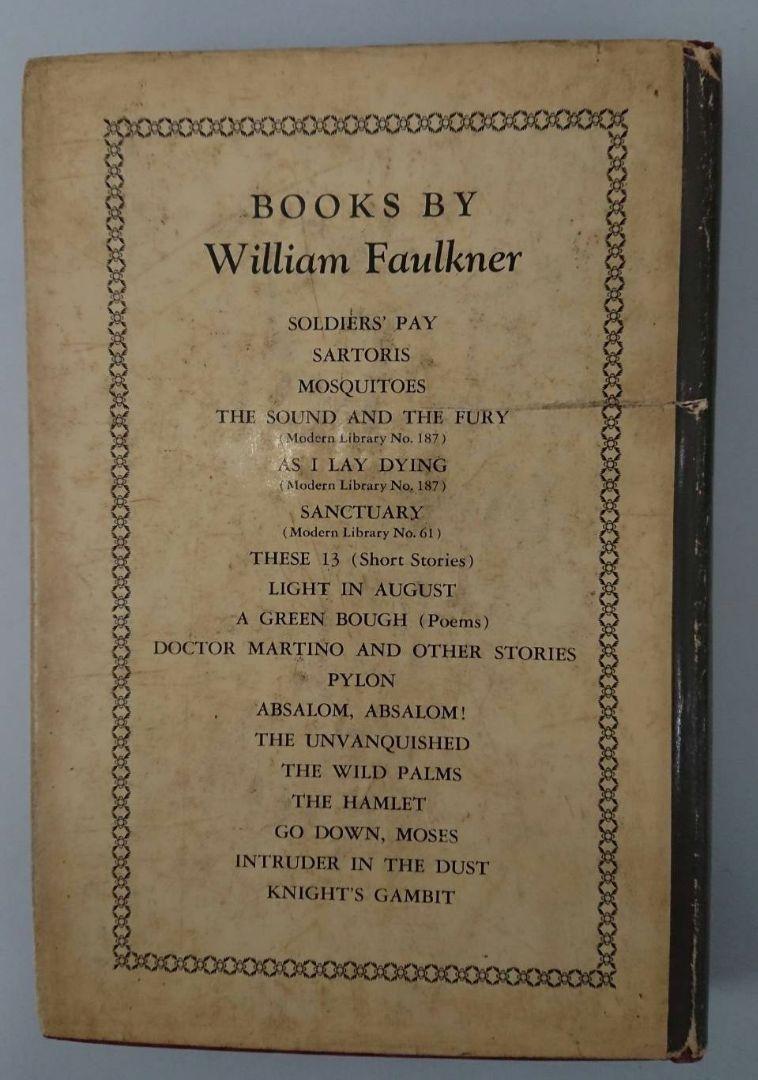 BOOKS BY
William Faulkner
SOLDIERS' PAY
SARTORIS
MOSQUITOES
THE SOUND AND THE FURY
(Modern Library No. 187)
AS I LAY DYING
(Modern Library No. 187)
SANCTUARY
(Modern Library No. 61)
THESE 13 (Short Stories)
LIGHT IN AUGUST
A GREEN BOUGH (Poems)
DOCTOR MARTINO AND OTHER STORIES
PYLON
ABSALOM, ABSALOM!
THE UNVANQUISHED
THE WILD PALMS
THE HAMLET
GO DOWN, MOSES
INTRUDER IN THE DUST
KNIGHT'S GAMBIT